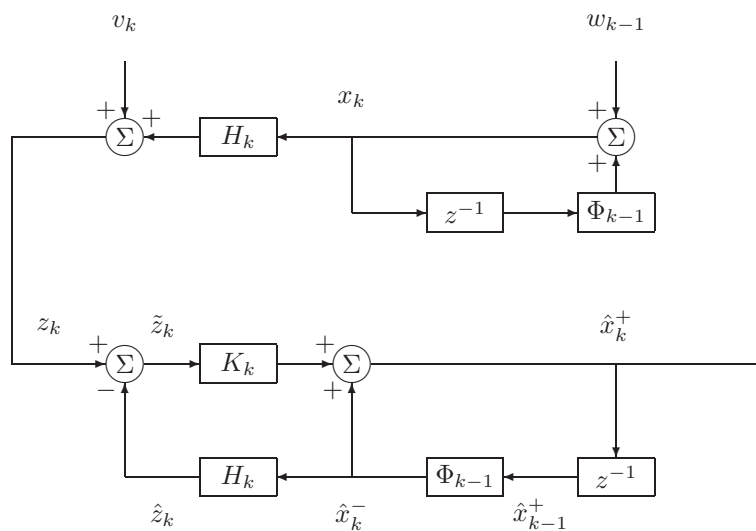 v_k w_{k-1}
x_k
+ + +
Σ H_k Σ
+
z^{-1} Φ_{k-1}
z_k z̃_k x̂_k^+
+ +
Σ K_k Σ
− +
H_k Φ_{k-1} z^{-1}
ẑ_k x̂_k^- x̂_{k-1}^+